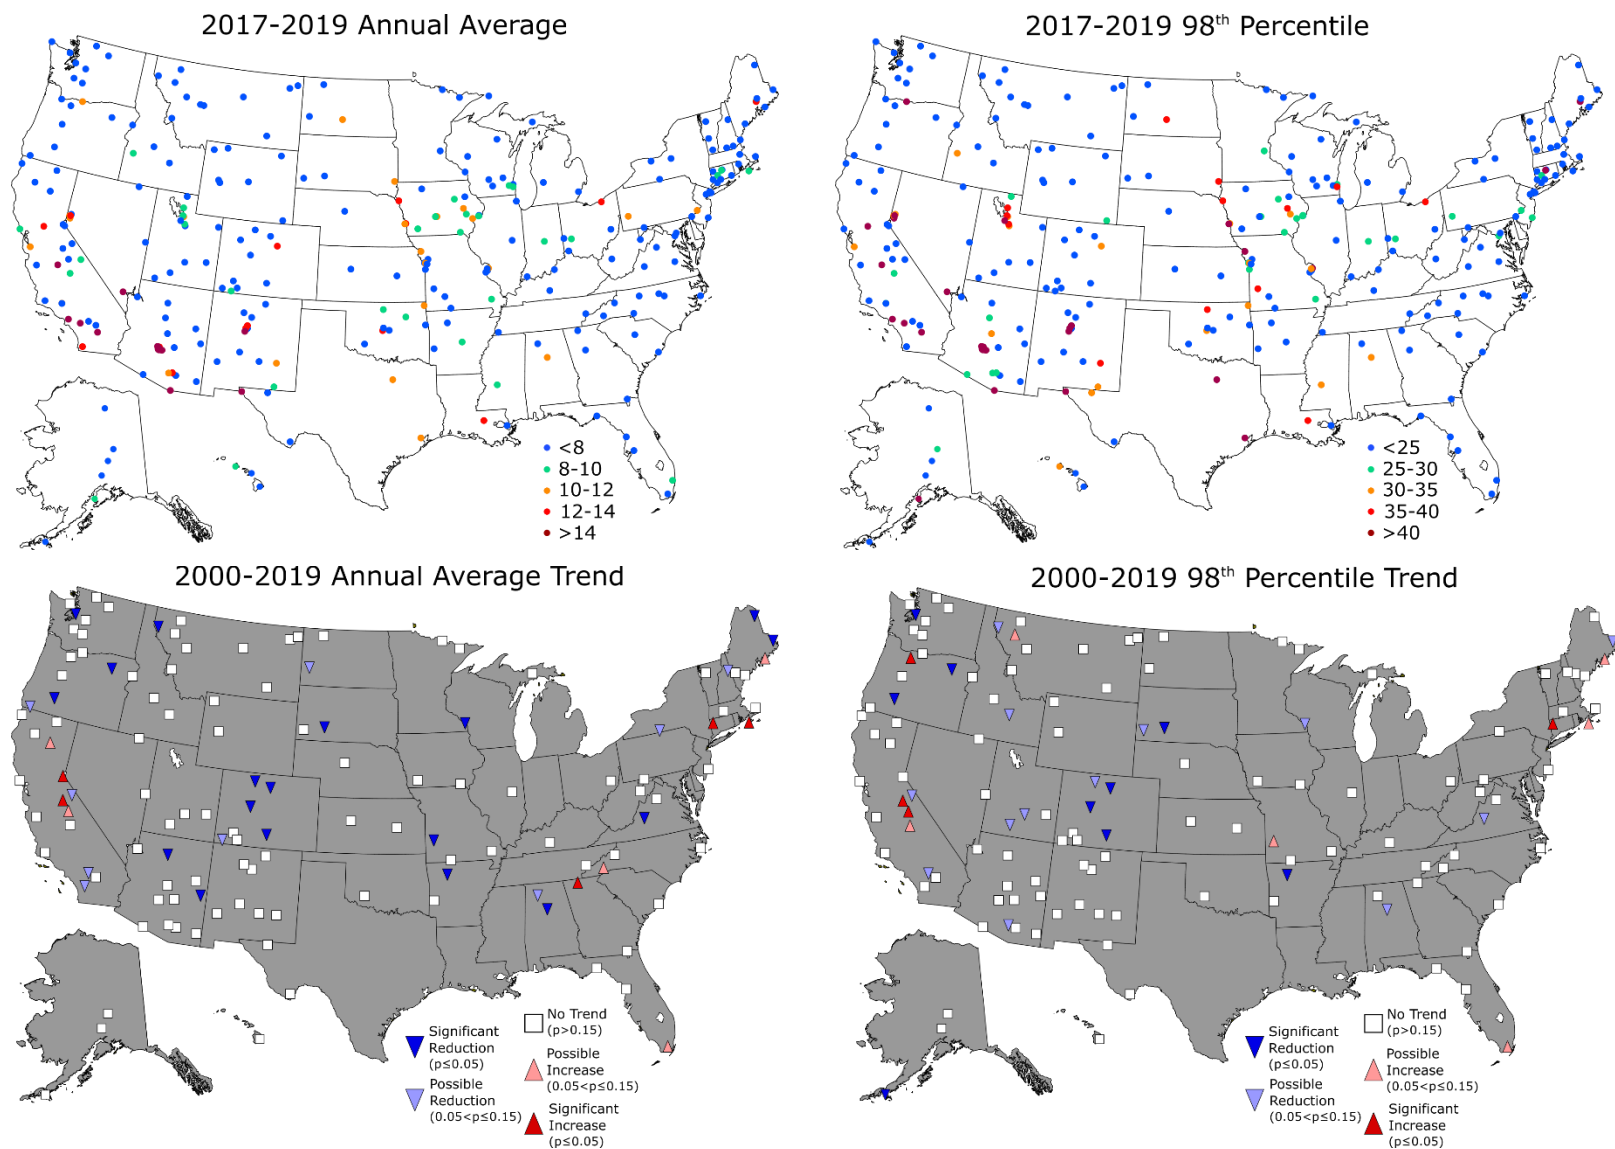 2017-2019 Annual Average
<8
8-10
10-12
12-14
>14
2017-2019 98th Percentile
<25
25-30
30-35
35-40
>40
2000-2019 Annual Average Trend
Significant
Reduction
(p≤0.05)
Possible
Reduction
(0.05<p≤0.15)
No Trend
(p>0.15)
Possible
Increase
(0.05<p≤0.15)
Significant
Increase
(p≤0.05)
2000-2019 98th Percentile Trend
Significant
Reduction
(p≤0.05)
Possible
Reduction
(0.05<p≤0.15)
No Trend
(p>0.15)
Possible
Increase
(0.05<p≤0.15)
Significant
Increase
(p≤0.05)